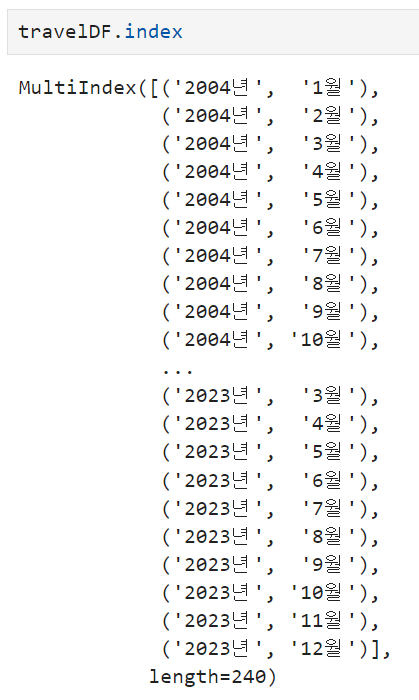 travelDF.index
MultiIndex([('2004년', '1월'),
('2004년', '2월'),
('2004년', '3월'),
('2004년', '4월'),
('2004년', '5월'),
('2004년', '6월'),
('2004년', '7월'),
('2004년', '8월'),
('2004년', '9월'),
('2004년', '10월'),
...
('2023년', '3월'),
('2023년', '4월'),
('2023년', '5월'),
('2023년', '6월'),
('2023년', '7월'),
('2023년', '8월'),
('2023년', '9월'),
('2023년', '10월'),
('2023년', '11월'),
('2023년', '12월')],
length=240)